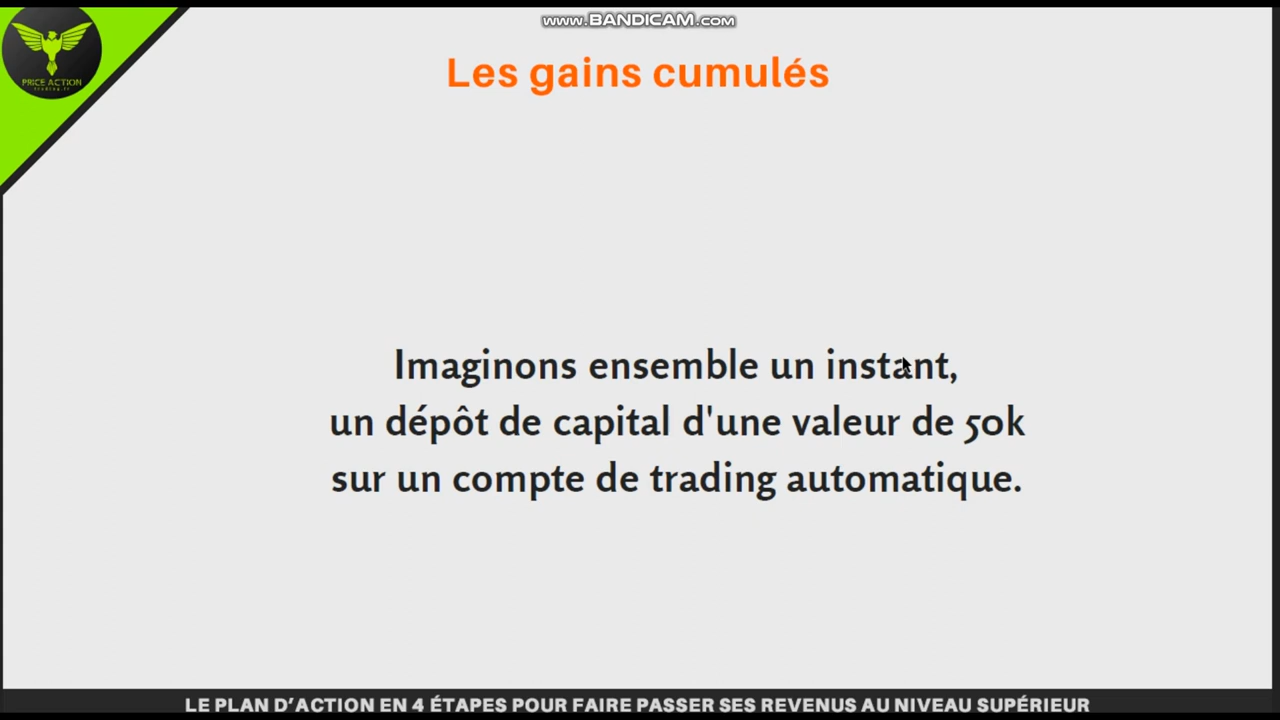 www.BANDICAM.com
PRICE ACTION
trading.fr
Les gains cumulés
Imaginons ensemble un instant,
un dépôt de capital d'une valeur de 50k
sur un compte de trading automatique.
LE PLAN D'ACTION EN 4 ÉTAPES POUR FAIRE PASSER SES REVENUS AU NIVEAU SUPÉRIEUR